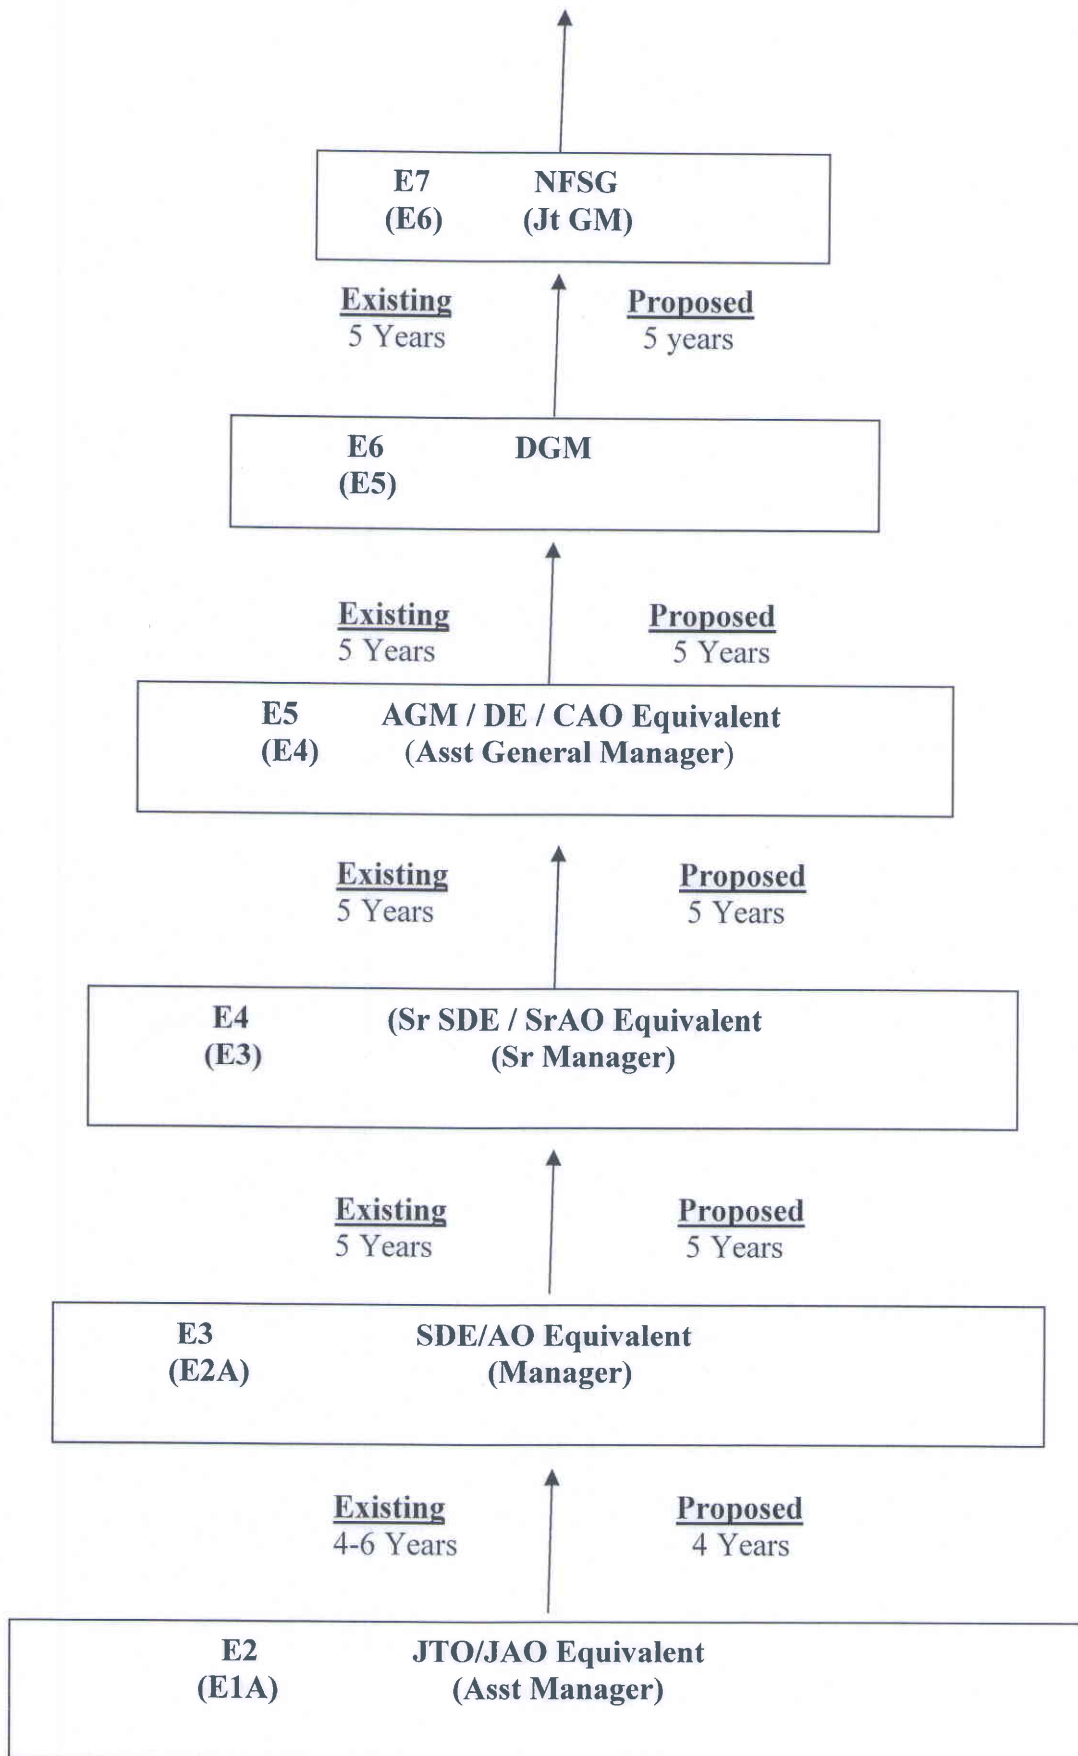 E7 NFSG
(E6) (Jt GM)
Existing Proposed
5 Years 5 years
E6 DGM
(E5)
Existing Proposed
5 Years 5 Years
E5 AGM / DE / CAO Equivalent
(E4) (Asst General Manager)
Existing Proposed
5 Years 5 Years
E4 (Sr SDE / SrAO Equivalent
(E3) (Sr Manager)
Existing Proposed
5 Years 5 Years
E3 SDE/AO Equivalent
(E2A) (Manager)
Existing Proposed
4-6 Years 4 Years
E2 JTO/JAO Equivalent
(E1A) (Asst Manager)